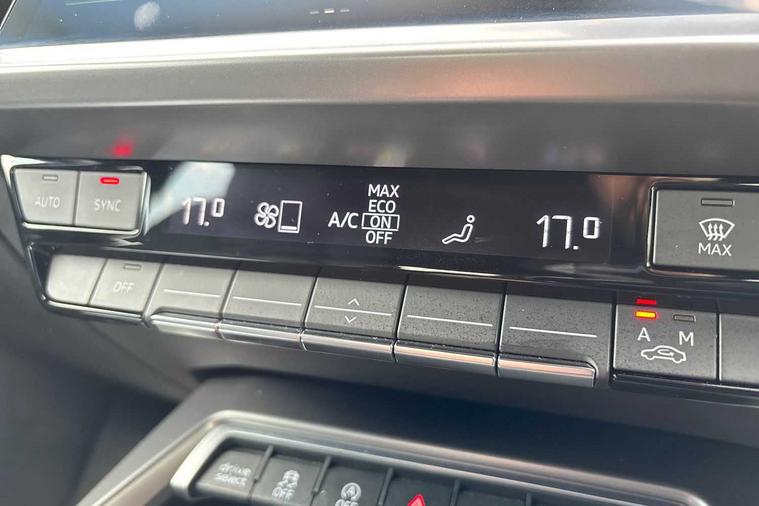 AUTO SYNC 17.0 A/C MAX 17.0 MAX
ECO
ON
OFF
OFF A M
drive
select OFF